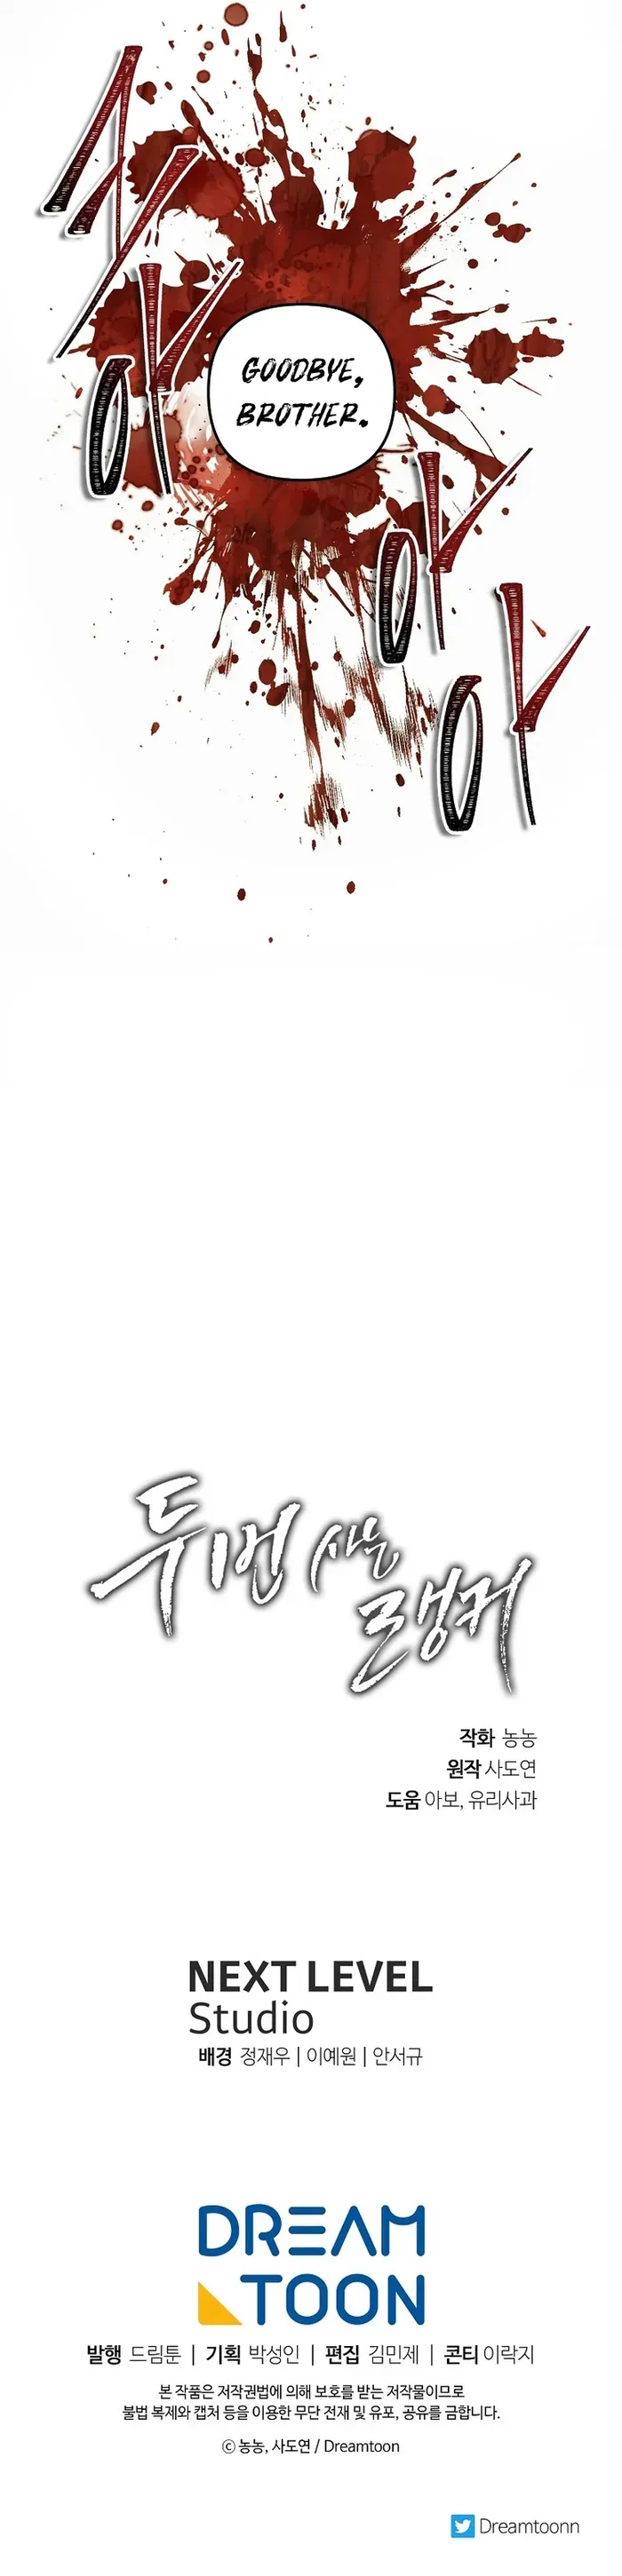 GOODBYE,
BROTHER.
두번 사는
랭커
작화 농농
원작 사도연
도움 아보, 유리사과
NEXT LEVEL
Studio
배경 정재우 | 이예원 | 안서규
DREAM
TOON
발행 드림툰 | 기획 박성인 | 편집 김민제 | 콘티 이락지
본 작품은 저작권법에 의해 보호를 받는 저작물이므로
불법 복제와 캡처 등을 이용한 무단 전재 및 유포, 공유를 금합니다.
ⓒ 농농, 사도연 / Dreamtoon
Dreamtoonn